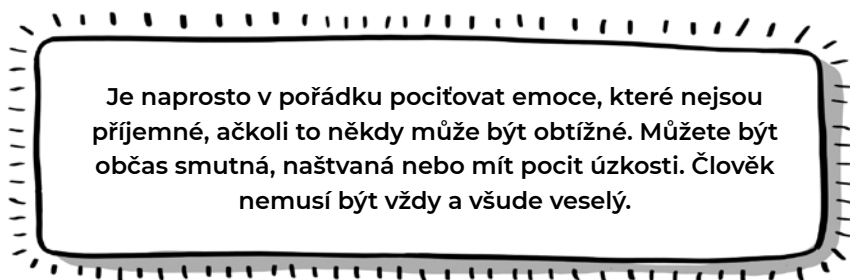 Je naprosto v pořádku pociťovat emoce, které nejsou
příjemné, ačkoli to někdy může být obtížné. Můžete být
občas smutná, naštvaná nebo mít pocit úzkosti. Člověk
nemusí být vždy a všude veselý.